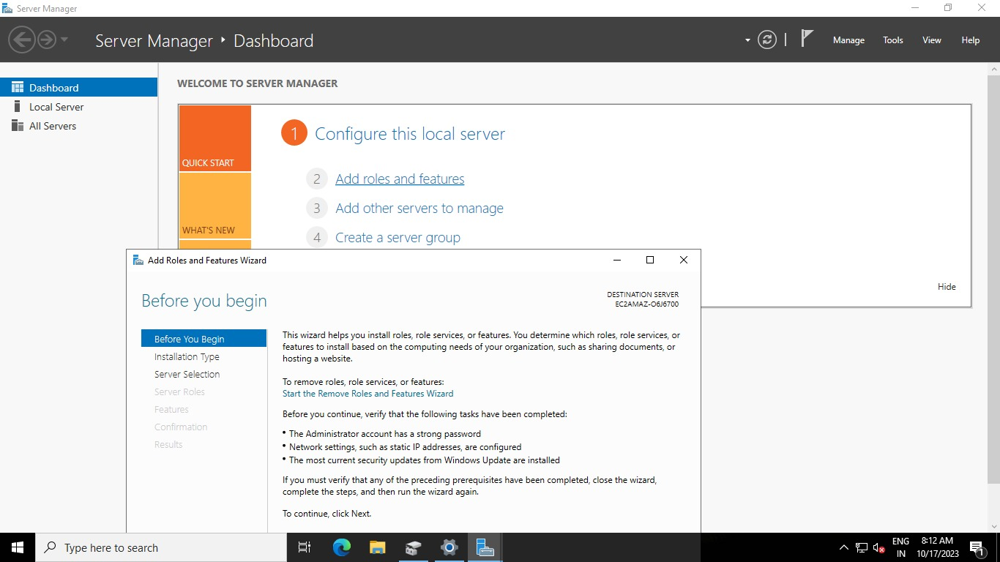 Server Manager
Server Manager ‣ Dashboard
Manage Tools View Help
Dashboard
Local Server
All Servers
WELCOME TO SERVER MANAGER
QUICK START
WHAT'S NEW
1 Configure this local server
2 Add roles and features
3 Add other servers to manage
4 Create a server group
Hide
Add Roles and Features Wizard
Before you begin
DESTINATION SERVER
EC2AMAZ-O6J6700
Before You Begin
Installation Type
Server Selection
Server Roles
Features
Confirmation
Results
This wizard helps you install roles, role services, or features. You determine which roles, role services, or
features to install based on the computing needs of your organization, such as sharing documents, or
hosting a website.
To remove roles, role services, or features:
Start the Remove Roles and Features Wizard
Before you continue, verify that the following tasks have been completed:
• The Administrator account has a strong password
• Network settings, such as static IP addresses, are configured
• The most current security updates from Windows Update are installed
If you must verify that any of the preceding prerequisites have been completed, close the wizard,
complete the steps, and then run the wizard again.
To continue, click Next.
Type here to search
ENG
IN
8:12 AM
10/17/2023
1